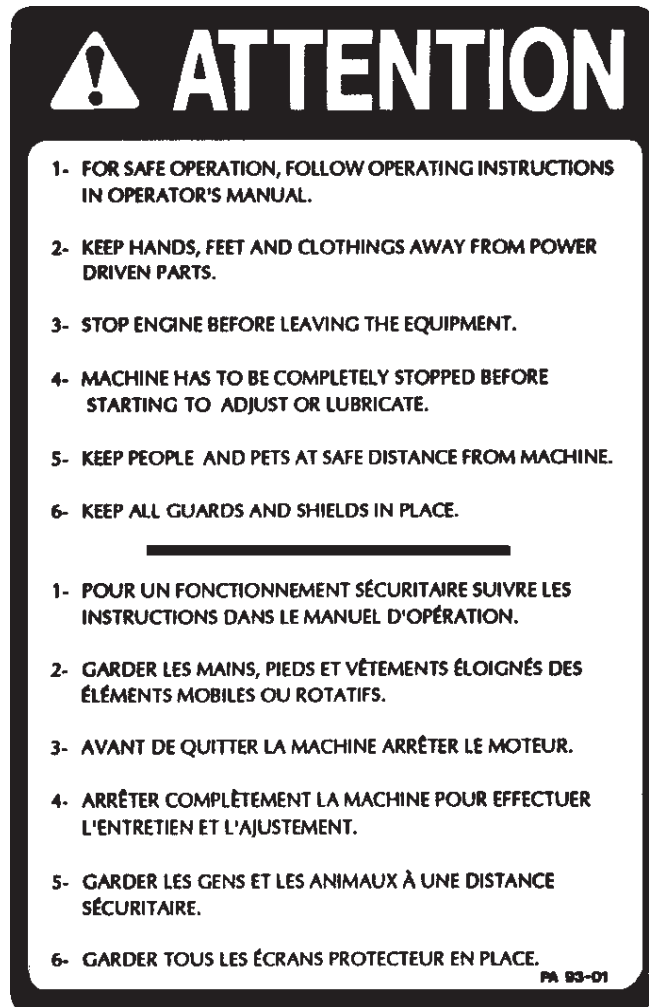 ATTENTION
1- FOR SAFE OPERATION, FOLLOW OPERATING INSTRUCTIONS
IN OPERATOR'S MANUAL.
2- KEEP HANDS, FEET AND CLOTHINGS AWAY FROM POWER
DRIVEN PARTS.
3- STOP ENGINE BEFORE LEAVING THE EQUIPMENT.
4- MACHINE HAS TO BE COMPLETELY STOPPED BEFORE
STARTING TO ADJUST OR LUBRICATE.
5- KEEP PEOPLE AND PETS AT SAFE DISTANCE FROM MACHINE.
6- KEEP ALL GUARDS AND SHIELDS IN PLACE.
1- POUR UN FONCTIONNEMENT SÉCURITAIRE SUIVRE LES
INSTRUCTIONS DANS LE MANUEL D'OPÉRATION.
2- GARDER LES MAINS, PIEDS ET VÊTEMENTS ÉLOIGNÉS DES
ÉLÉMENTS MOBILES OU ROTATIFS.
3- AVANT DE QUITTER LA MACHINE ARRÊTER LE MOTEUR.
4- ARRÊTER COMPLÈTEMENT LA MACHINE POUR EFFECTUER
L'ENTRETIEN ET L'AJUSTEMENT.
5- GARDER LES GENS ET LES ANIMAUX À UNE DISTANCE
SÉCURITAIRE.
6- GARDER TOUS LES ÉCRANS PROTECTEUR EN PLACE.
PA 93-01